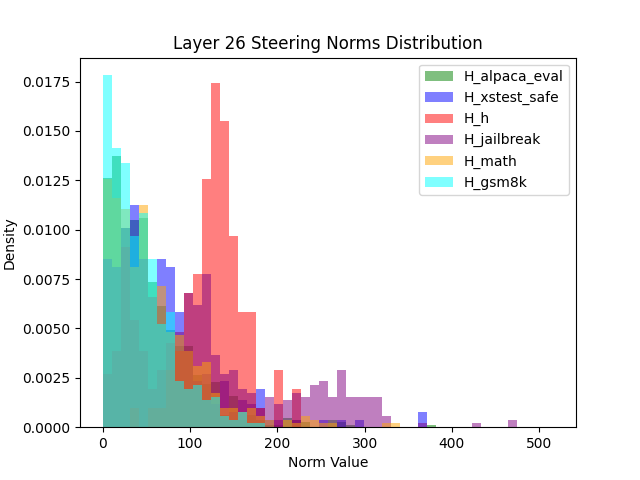 Layer 26 Steering Norms Distribution
H_alpaca_eval
H_xstest_safe
H_h
H_jailbreak
H_math
H_gsm8k
Density
0.0175
0.0150
0.0125
0.0100
0.0075
0.0050
0.0025
0.0000
0
100
200
300
400
500
Norm Value